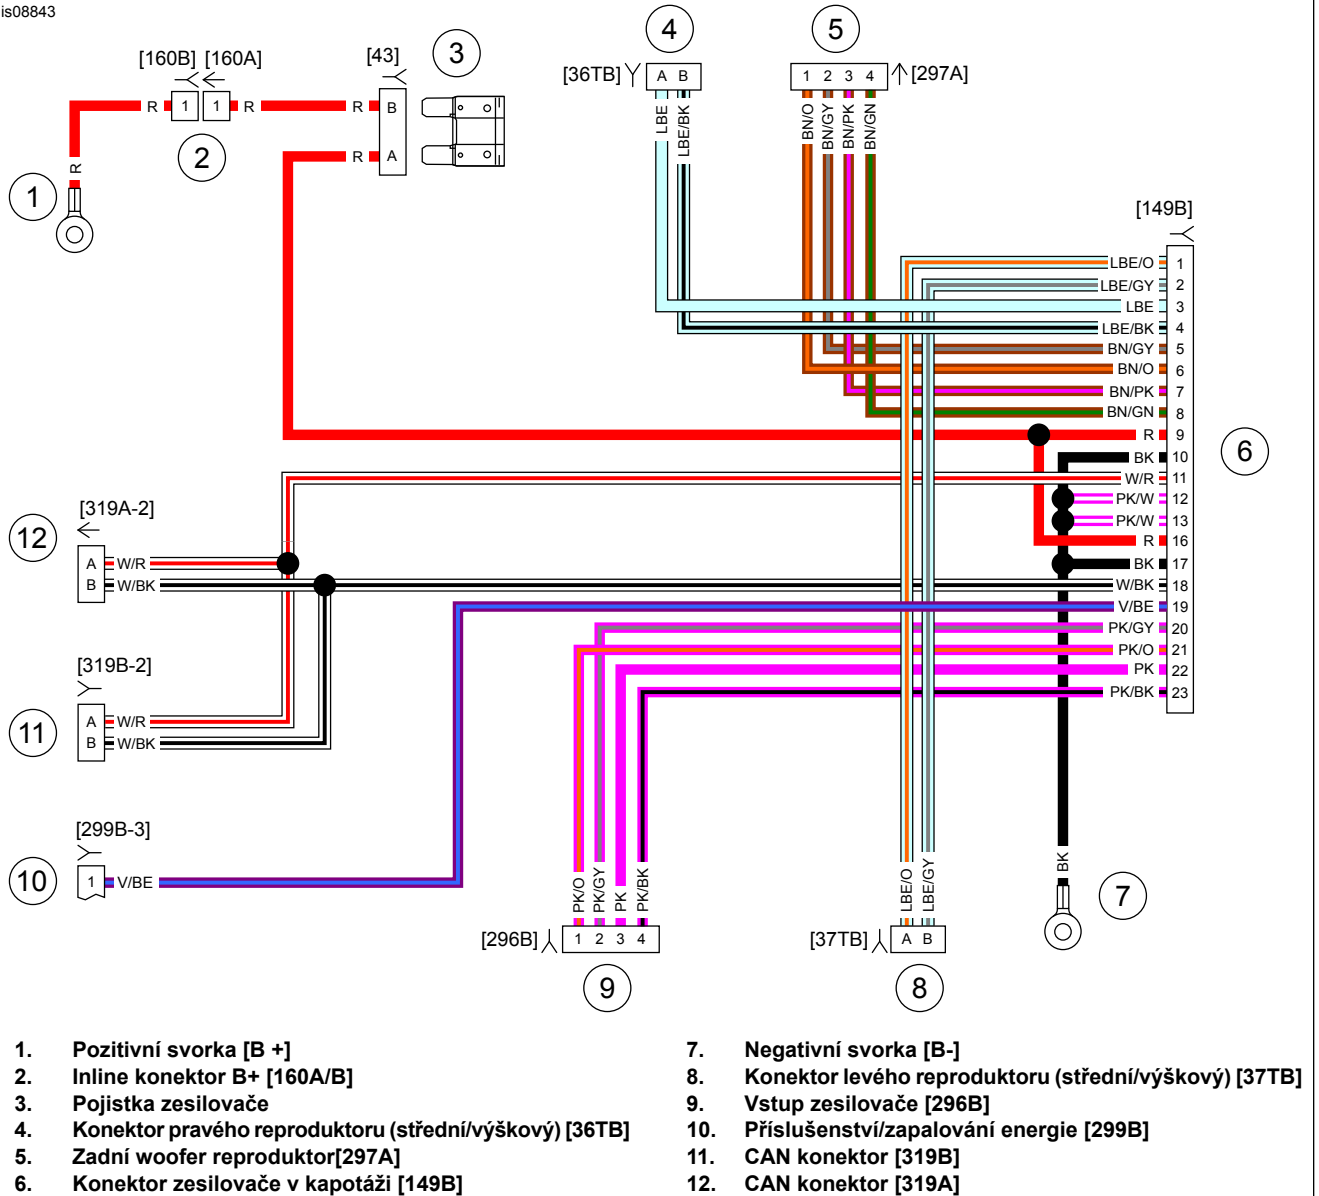 is08843
[160B] [160A]
[43]
3
4
5
[36TB]
A B
1 2 3 4
[297A]
R 1 1 R
R B
R A
2
1
R
LBE
LBE/BK
BN/O
BN/GY
BN/PK
BN/GN
[149B]
LBE/O 1
LBE/GY 2
LBE 3
LBE/BK 4
BN/GY 5
BN/O 6
BN/PK 7
BN/GN 8
R 9
BK 10
W/R 11
PK/W 12
PK/W 13
R 16
BK 17
W/BK 18
V/BE 19
PK/GY 20
PK/O 21
PK 22
PK/BK 23
6
[319A-2]
12
A W/R
B W/BK
[319B-2]
11
A W/R
B W/BK
[299B-3]
10
1 V/BE
PK/O
PK/GY
PK
PK/BK
LBE/O
LBE/GY
BK
7
[296B] 1 2 3 4
[37TB] A B
9
8
1. Pozitivní svorka [B +]
2. Inline konektor B+ [160A/B]
3. Pojistka zesilovače
4. Konektor pravého reproduktoru (střední/výškový) [36TB]
5. Zadní woofer reproduktor[297A]
6. Konektor zesilovače v kapotáži [149B]
7. Negativní svorka [B-]
8. Konektor levého reproduktoru (střední/výškový) [37TB]
9. Vstup zesilovače [296B]
10. Příslušenství/zapalování energie [299B]
11. CAN konektor [319B]
12. CAN konektor [319A]